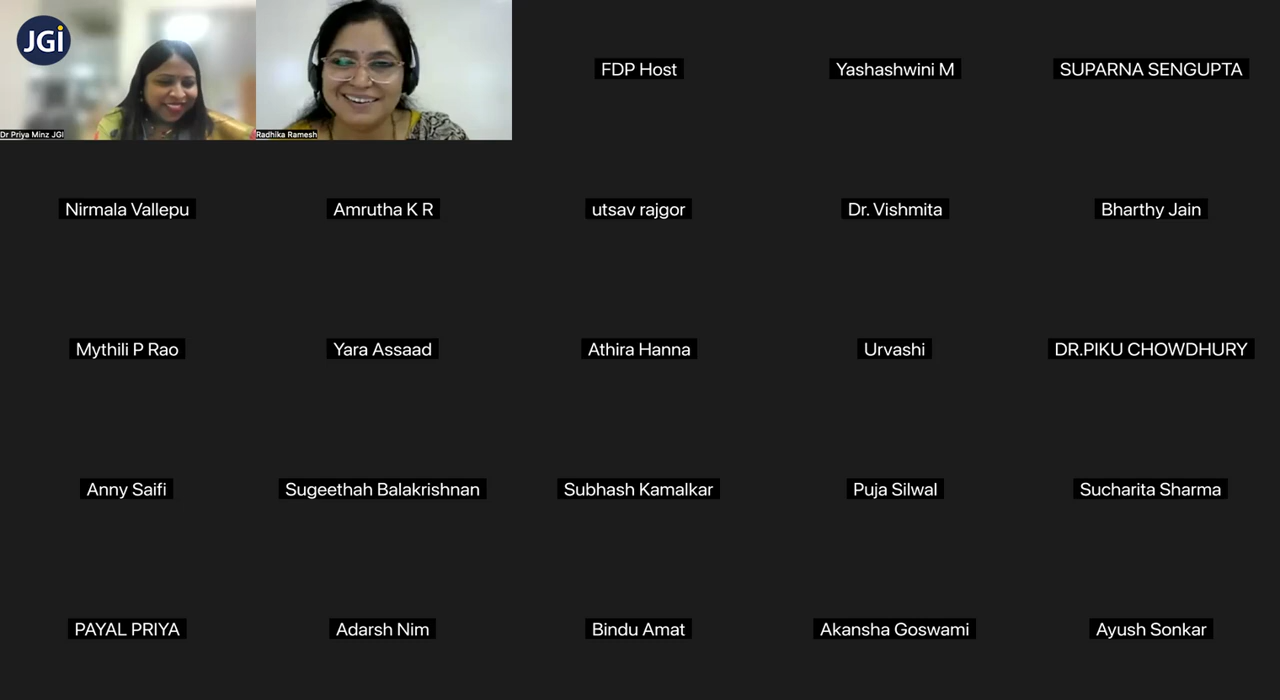 JGi
Dr Priya Minz JGI
Radhika Ramesh
FDP Host
Yashashwini M
SUPARNA SENGUPTA
Nirmala Vallepu
Amrutha K R
utsav rajgor
Dr. Vishmita
Bharthy Jain
Mythili P Rao
Yara Assaad
Athira Hanna
Urvashi
DR.PIKU CHOWDHURY
Anny Saifi
Sugeethah Balakrishnan
Subhash Kamalkar
Puja Silwal
Sucharita Sharma
PAYAL PRIYA
Adarsh Nim
Bindu Amat
Akansha Goswami
Ayush Sonkar